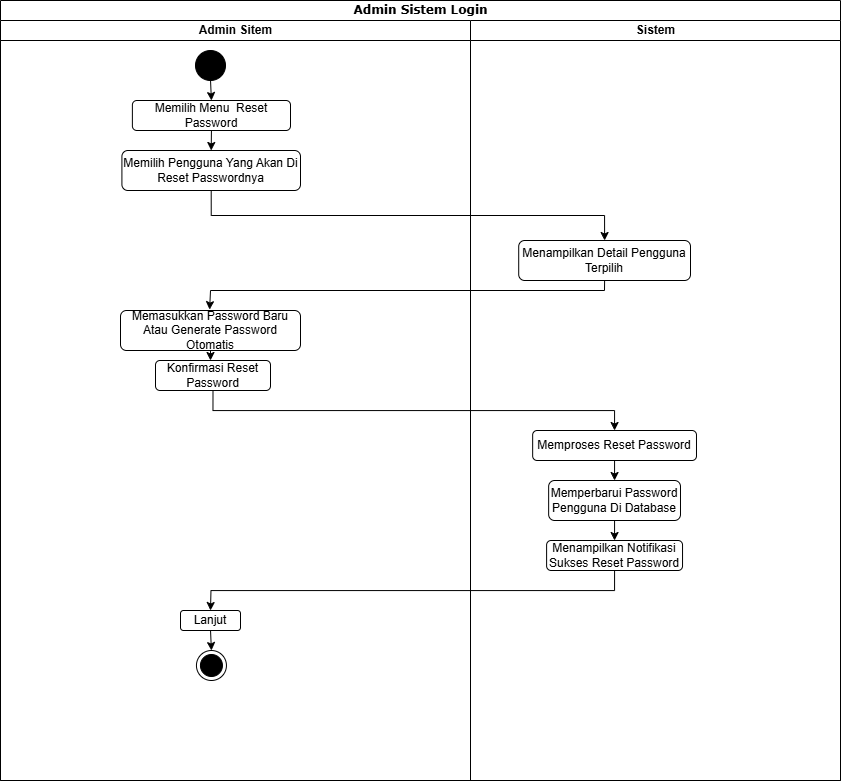 Admin Sistem Login
Admin Sitem
Sistem
Memilih Menu Reset
Password
Memilih Pengguna Yang Akan Di
Reset Passwordnya
Menampilkan Detail Pengguna
Terpilih
Memasukkan Password Baru
Atau Generate Password
Otomatis
Konfirmasi Reset
Password
Memproses Reset Password
Memperbarui Password
Pengguna Di Database
Menampilkan Notifikasi
Sukses Reset Password
Lanjut